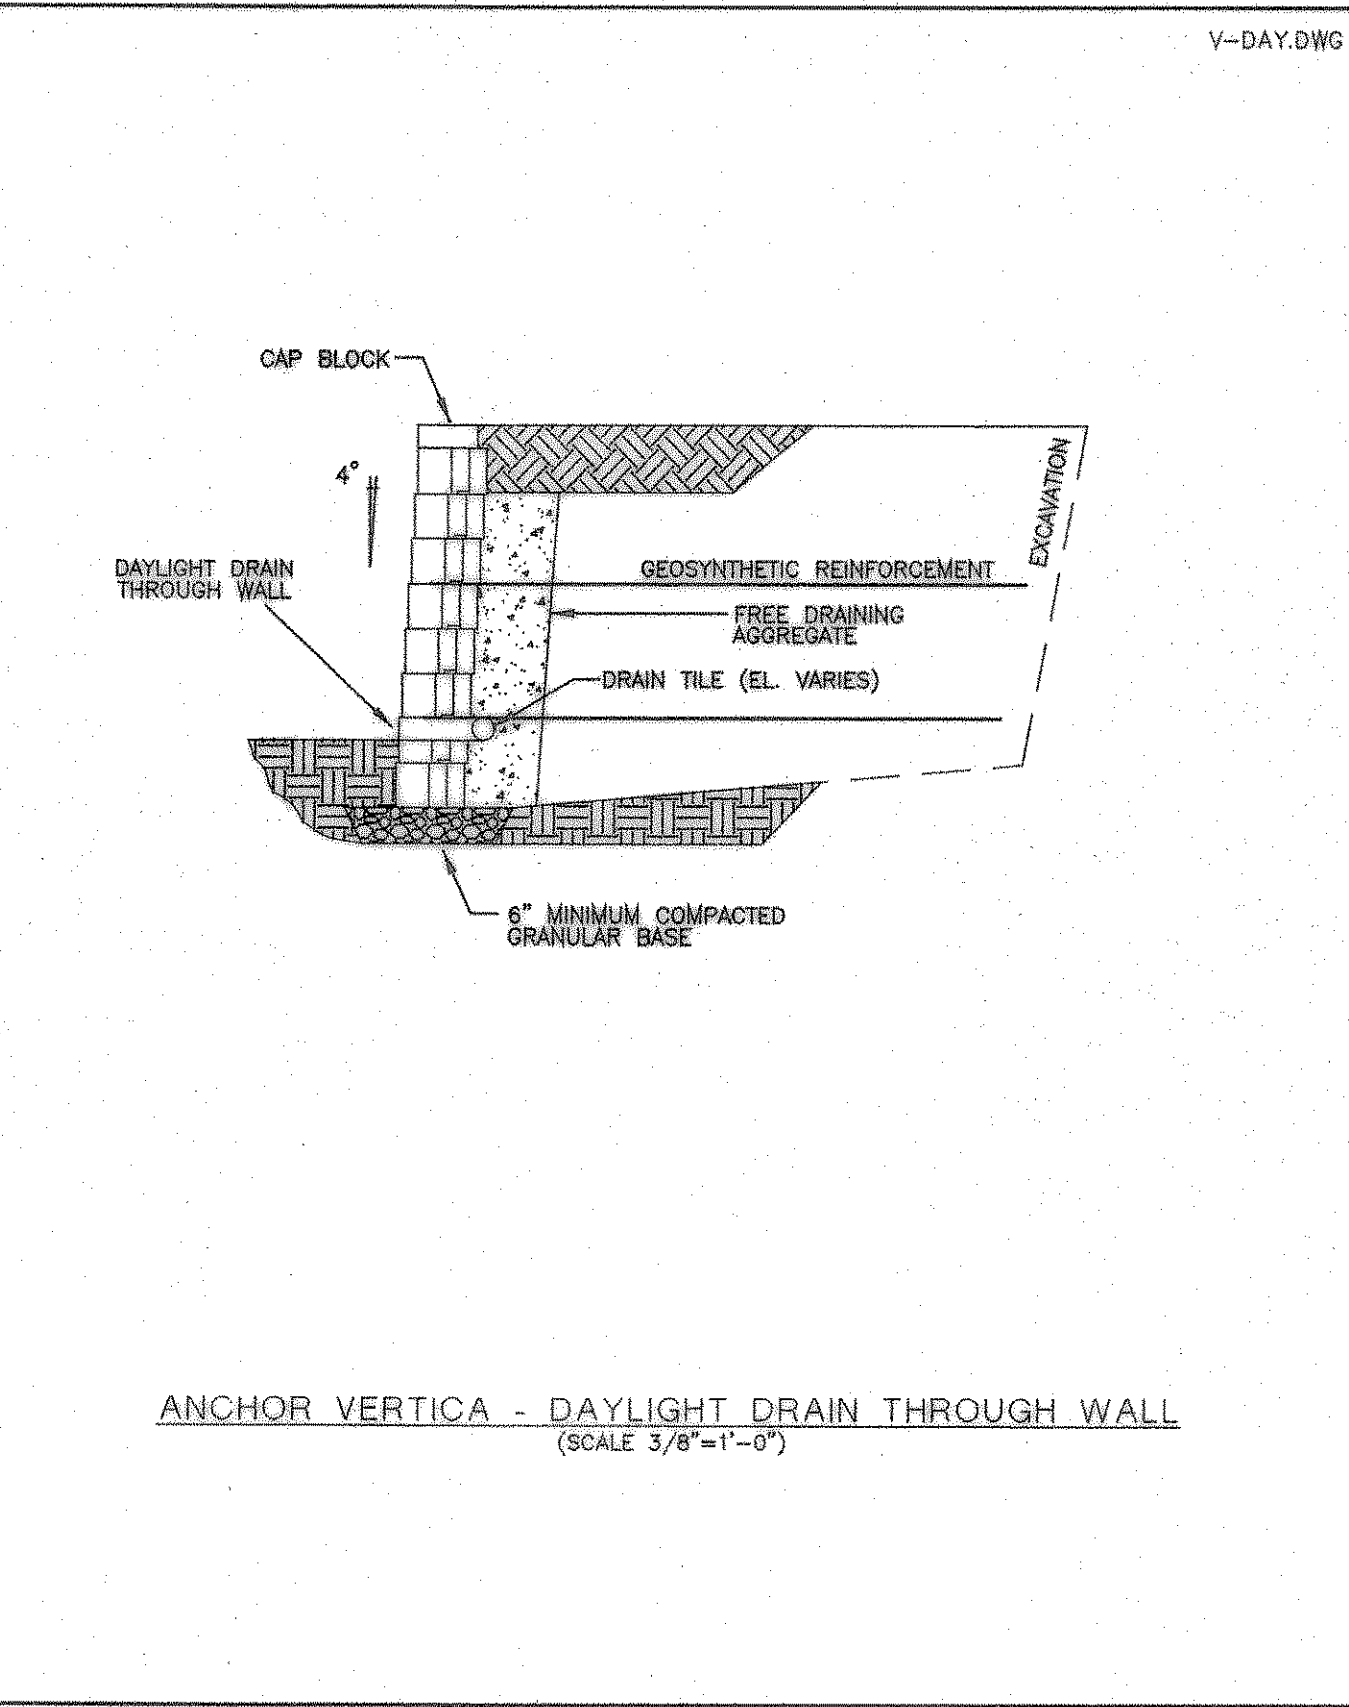 V-DAY.DWG
CAP BLOCK
4°
EXCAVATION
DAYLIGHT DRAIN
THROUGH WALL
GEOSYNTHETIC REINFORCEMENT
FREE DRAINING
AGGREGATE
DRAIN TILE (EL. VARIES)
6" MINIMUM COMPACTED
GRANULAR BASE
ANCHOR VERTICA - DAYLIGHT DRAIN THROUGH WALL
(SCALE 3/8"=1'-0")